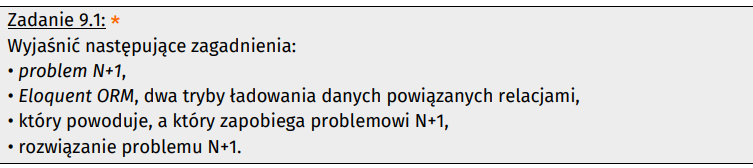 Zadanie 9.1: *
Wyjaśnić następujące zagadnienia:
• problem N+1,
• Eloquent ORM, dwa tryby ładowania danych powiązanych relacjami,
• który powoduje, a który zapobiega problemowi N+1,
• rozwiązanie problemu N+1.